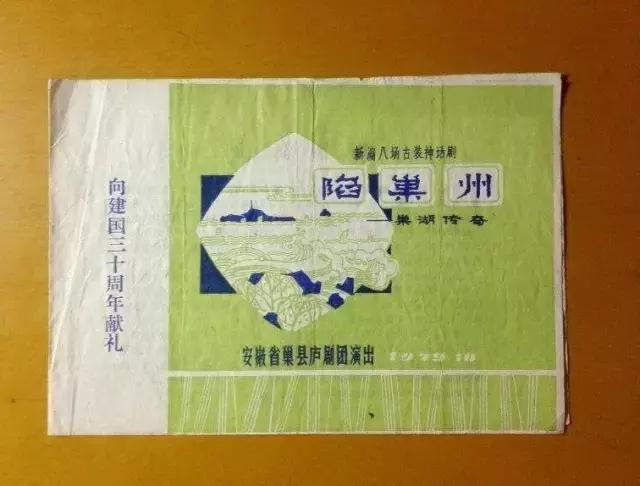 向建国三十周年献礼
新编八场古装神话剧
陷巢州
——巢湖传奇
安徽省巢县庐剧团演出